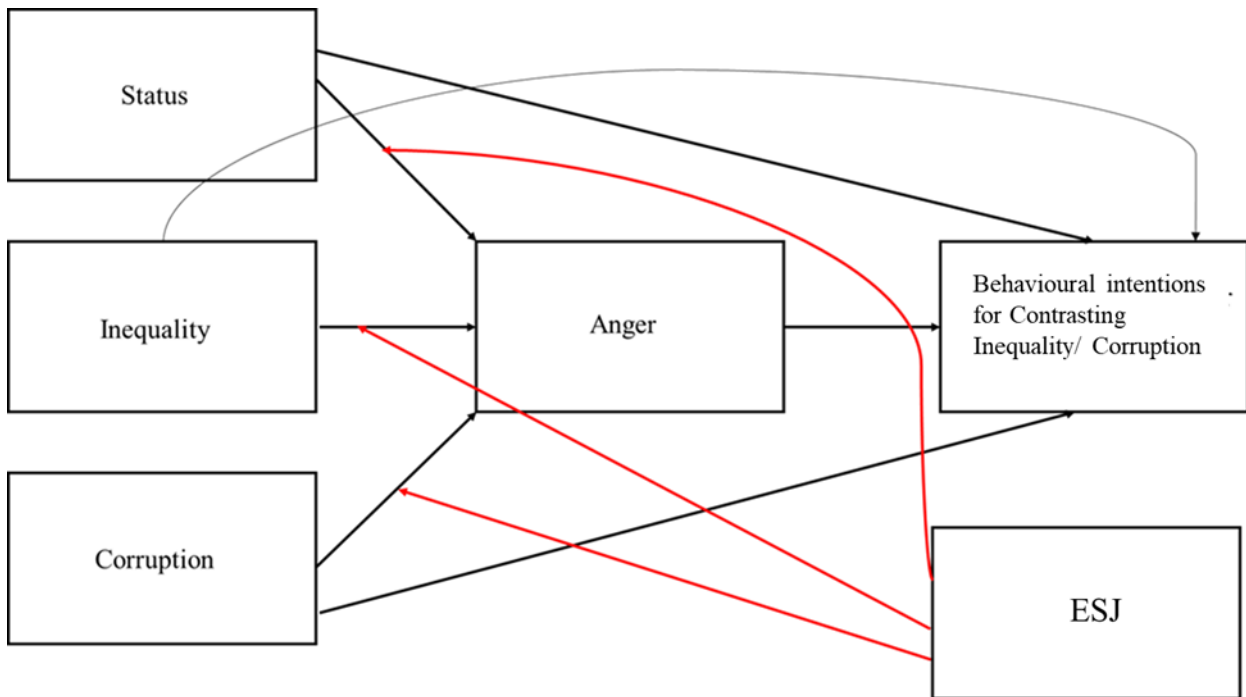 Status
Inequality
Anger
Behavioural intentions
for Contrasting
Inequality/ Corruption
Corruption
ESJ